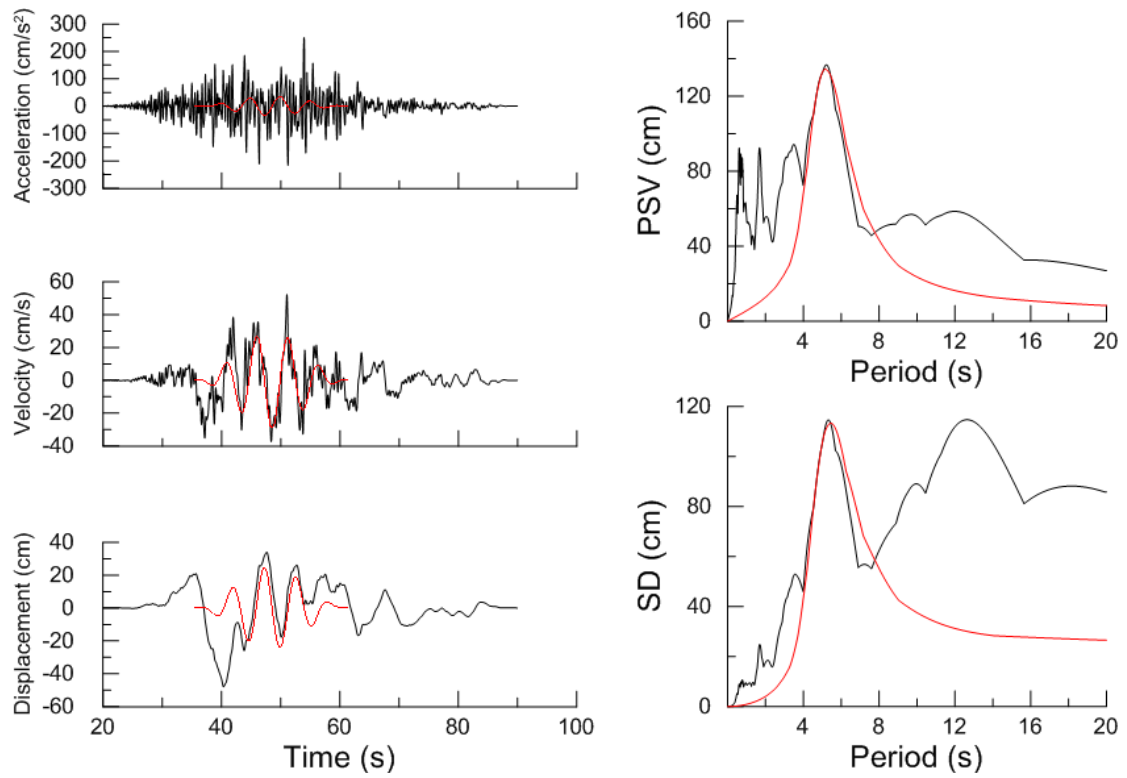 300
200
100
0
-100
-200
-300
Acceleration (cm/s²)
60
40
20
0
-20
-40
Velocity (cm/s)
40
20
0
-20
-40
-60
Displacement (cm)
20 40 60 80 100
Time (s)
160
120
80
40
0
PSV (cm)
4 8 12 16 20
Period (s)
120
80
40
0
SD (cm)
4 8 12 16 20
Period (s)